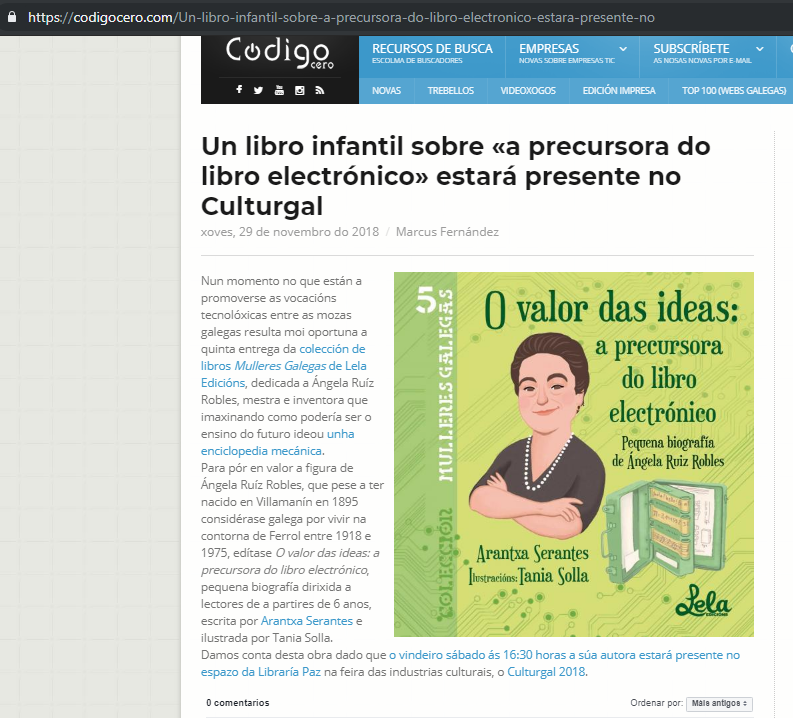 https://codigocero.com/Un-libro-infantil-sobre-a-precursora-do-libro-electronico-estara-presente-no
Codigo
cero
RECURSOS DE BUSCA
ESCOLMA DE BUSCADORES
EMPRESAS
NOVAS SOBRE EMPRESAS TIC
SUBSCRÍBETE
AS NOSAS NOVAS POR E-MAIL
NOVAS
TREBELLOS
VIDEOXOGOS
EDICIÓN IMPRESA
TOP 100 (WEBS GALEGAS)
Un libro infantil sobre «a precursora do
libro electrónico» estará presente no
Culturgal
xoves, 29 de novembro do 2018 / Marcus Fernández
Nun momento no que están a
promoverse as vocacións
tecnolóxicas entre as mozas
galegas resulta moi oportuna a
quinta entrega da colección de
libros Mulleres Galegas de Lela
Edicións, dedicada a Ángela Ruíz
Robles, mestra e inventora que
imaxinando como podería ser o
ensino do futuro ideou unha
enciclopedia mecánica.
Para pór en valor a figura de
Ángela Ruíz Robles, que pese a ter
nacido en Villamanín en 1895
considérase galega por vivir na
contorna de Ferrol entre 1918 e
1975, edítase O valor das ideas: a
precursora do libro electrónico,
pequena biografía dirixida a
lectores de a partires de 6 anos,
escrita por Arantxa Serantes e
ilustrada por Tania Solla.
5
COLECCIÓN MULLERES GALEGAS
O valor das ideas:
a precursora
do libro
electrónico
Pequena biografía
de Ángela Ruiz Robles
Arantxa Serantes
Ilustracións: Tania Solla
Lela
EDICIÓNS
Damos conta desta obra dado que o vindeiro sábado ás 16:30 horas a súa autora estará presente no
espazo da Libraría Paz na feira das industrias culturais, o Culturgal 2018.
0 comentarios
Ordenar por: Máis antigos